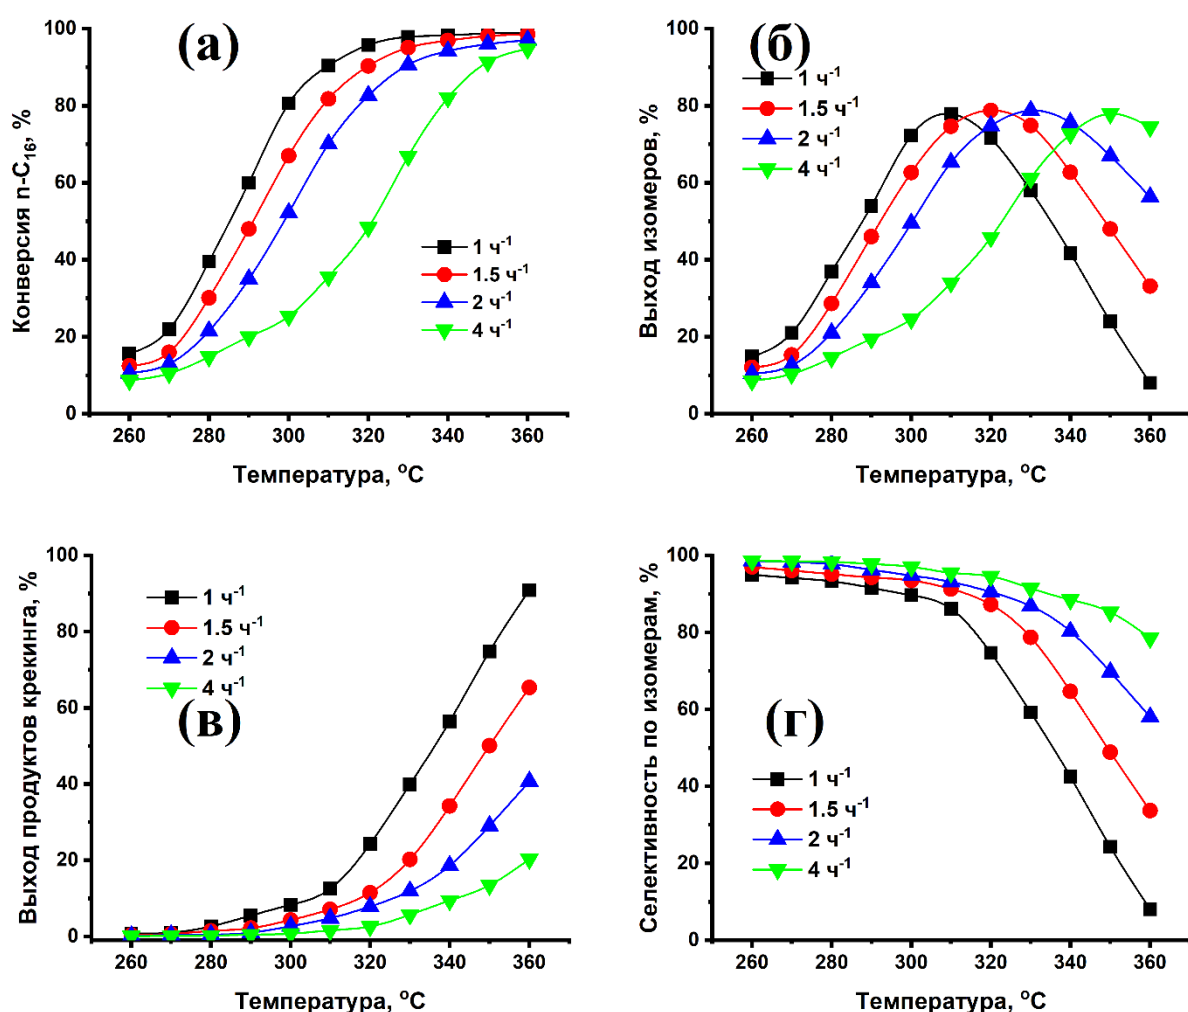 (а)
Конверсия n-C16, %
100
80
60
40
20
0
1 ч-1
1.5 ч-1
2 ч-1
4 ч-1
260 280 300 320 340 360
Температура, oC
(б)
Выход изомеров, %
100
80
60
40
20
0
1 ч-1
1.5 ч-1
2 ч-1
4 ч-1
260 280 300 320 340 360
Температура, oC
(в)
Выход продуктов крекинга, %
100
80
60
40
20
0
1 ч-1
1.5 ч-1
2 ч-1
4 ч-1
260 280 300 320 340 360
Температура, oC
(г)
Селективность по изомерам, %
100
80
60
40
20
0
1 ч-1
1.5 ч-1
2 ч-1
4 ч-1
260 280 300 320 340 360
Температура, oC